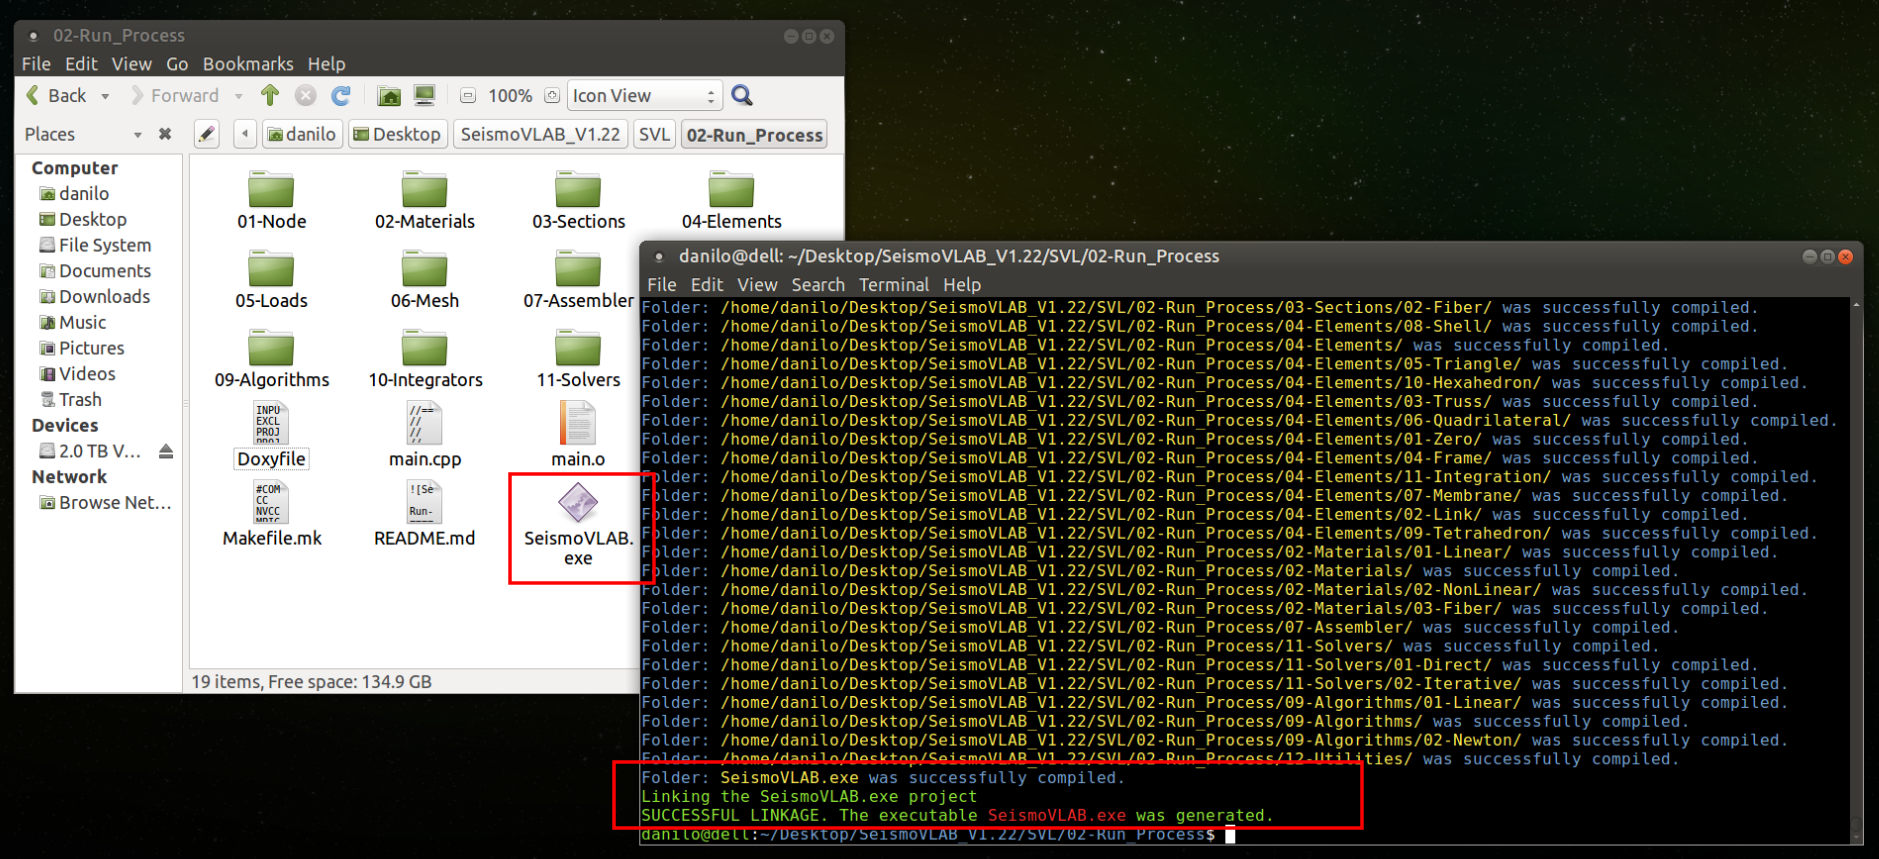 02-Run_Process
File Edit View Go Bookmarks Help
Back Forward 100% Icon View
Places danilo Desktop SeismoVLAB_V1.22 SVL 02-Run_Process
Computer
danilo
Desktop
File System
Documents
Downloads
Music
Pictures
Videos
Trash
Devices
2.0 TB V...
Network
Browse Net...
01-Node 02-Materials 03-Sections 04-Elements
05-Loads 06-Mesh 07-Assembler
09-Algorithms 10-Integrators 11-Solvers
INPU
EXCL
PROJ
//==
//
//
Doxyfile main.cpp main.o
#COM
CC
NVCC
![Se
Run-
Makefile.mk README.md SeismoVLAB.
exe
19 items, Free space: 134.9 GB
danilo@dell: ~/Desktop/SeismoVLAB_V1.22/SVL/02-Run_Process
File Edit View Search Terminal Help
Folder: /home/danilo/Desktop/SeismoVLAB_V1.22/SVL/02-Run_Process/03-Sections/02-Fiber/ was successfully compiled.
Folder: /home/danilo/Desktop/SeismoVLAB_V1.22/SVL/02-Run_Process/04-Elements/08-Shell/ was successfully compiled.
Folder: /home/danilo/Desktop/SeismoVLAB_V1.22/SVL/02-Run_Process/04-Elements/ was successfully compiled.
Folder: /home/danilo/Desktop/SeismoVLAB_V1.22/SVL/02-Run_Process/04-Elements/05-Triangle/ was successfully compiled.
Folder: /home/danilo/Desktop/SeismoVLAB_V1.22/SVL/02-Run_Process/04-Elements/10-Hexahedron/ was successfully compiled.
Folder: /home/danilo/Desktop/SeismoVLAB_V1.22/SVL/02-Run_Process/04-Elements/03-Truss/ was successfully compiled.
Folder: /home/danilo/Desktop/SeismoVLAB_V1.22/SVL/02-Run_Process/04-Elements/06-Quadrilateral/ was successfully compiled.
Folder: /home/danilo/Desktop/SeismoVLAB_V1.22/SVL/02-Run_Process/04-Elements/01-Zero/ was successfully compiled.
Folder: /home/danilo/Desktop/SeismoVLAB_V1.22/SVL/02-Run_Process/04-Elements/04-Frame/ was successfully compiled.
Folder: /home/danilo/Desktop/SeismoVLAB_V1.22/SVL/02-Run_Process/04-Elements/11-Integration/ was successfully compiled.
Folder: /home/danilo/Desktop/SeismoVLAB_V1.22/SVL/02-Run_Process/04-Elements/07-Membrane/ was successfully compiled.
Folder: /home/danilo/Desktop/SeismoVLAB_V1.22/SVL/02-Run_Process/04-Elements/02-Link/ was successfully compiled.
Folder: /home/danilo/Desktop/SeismoVLAB_V1.22/SVL/02-Run_Process/04-Elements/09-Tetrahedron/ was successfully compiled.
Folder: /home/danilo/Desktop/SeismoVLAB_V1.22/SVL/02-Run_Process/02-Materials/01-Linear/ was successfully compiled.
Folder: /home/danilo/Desktop/SeismoVLAB_V1.22/SVL/02-Run_Process/02-Materials/ was successfully compiled.
Folder: /home/danilo/Desktop/SeismoVLAB_V1.22/SVL/02-Run_Process/02-Materials/02-NonLinear/ was successfully compiled.
Folder: /home/danilo/Desktop/SeismoVLAB_V1.22/SVL/02-Run_Process/02-Materials/03-Fiber/ was successfully compiled.
Folder: /home/danilo/Desktop/SeismoVLAB_V1.22/SVL/02-Run_Process/07-Assembler/ was successfully compiled.
Folder: /home/danilo/Desktop/SeismoVLAB_V1.22/SVL/02-Run_Process/11-Solvers/ was successfully compiled.
Folder: /home/danilo/Desktop/SeismoVLAB_V1.22/SVL/02-Run_Process/11-Solvers/01-Direct/ was successfully compiled.
Folder: /home/danilo/Desktop/SeismoVLAB_V1.22/SVL/02-Run_Process/11-Solvers/02-Iterative/ was successfully compiled.
Folder: /home/danilo/Desktop/SeismoVLAB_V1.22/SVL/02-Run_Process/09-Algorithms/01-Linear/ was successfully compiled.
Folder: /home/danilo/Desktop/SeismoVLAB_V1.22/SVL/02-Run_Process/09-Algorithms/ was successfully compiled.
Folder: /home/danilo/Desktop/SeismoVLAB_V1.22/SVL/02-Run_Process/09-Algorithms/02-Newton/ was successfully compiled.
Folder: /home/danilo/Desktop/SeismoVLAB_V1.22/SVL/02-Run_Process/12-Utilities/ was successfully compiled.
Folder: SeismoVLAB.exe was successfully compiled.
Linking the SeismoVLAB.exe project
SUCCESSFUL LINKAGE. The executable SeismoVLAB.exe was generated.
danilo@dell:~/Desktop/SeismoVLAB_V1.22/SVL/02-Run_Process$